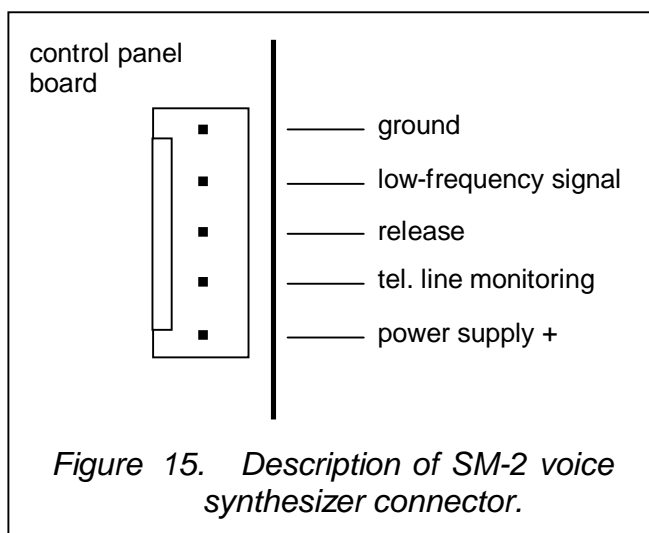 control panel
board
ground
low-frequency signal
release
tel. line monitoring
power supply +
Figure 15. Description of SM-2 voice
synthesizer connector.